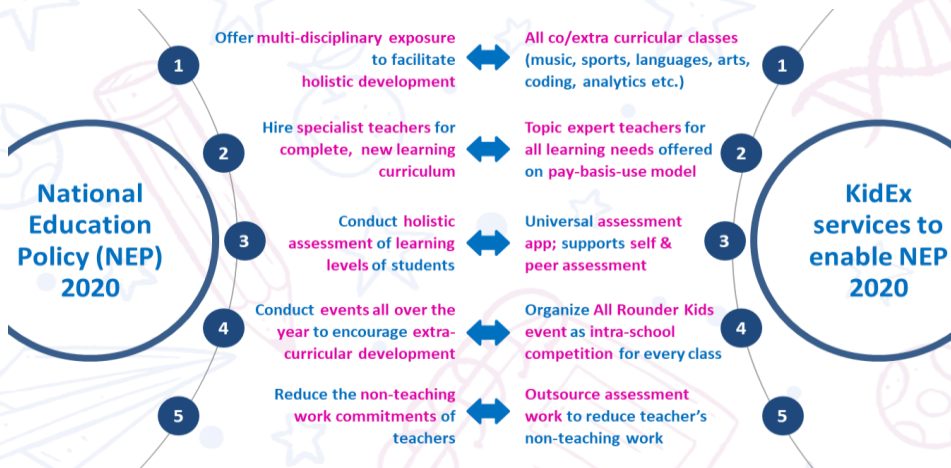 National
Education
Policy (NEP)
2020
1
Offer multi-disciplinary exposure
to facilitate
holistic development
All co/extra curricular classes
(music, sports, languages, arts,
coding, analytics etc.)
1
2
Hire specialist teachers for
complete, new learning
curriculum
Topic expert teachers for
all learning needs offered
on pay-basis-use model
2
3
Conduct holistic
assessment of learning
levels of students
Universal assessment
app; supports self &
peer assessment
3
4
Conduct events all over the
year to encourage extra-
curricular development
Organize All Rounder Kids
event as intra-school
competition for every class
4
5
Reduce the non-teaching
work commitments of
teachers
Outsource assessment
work to reduce teacher's
non-teaching work
5
KidEx
services to
enable NEP
2020